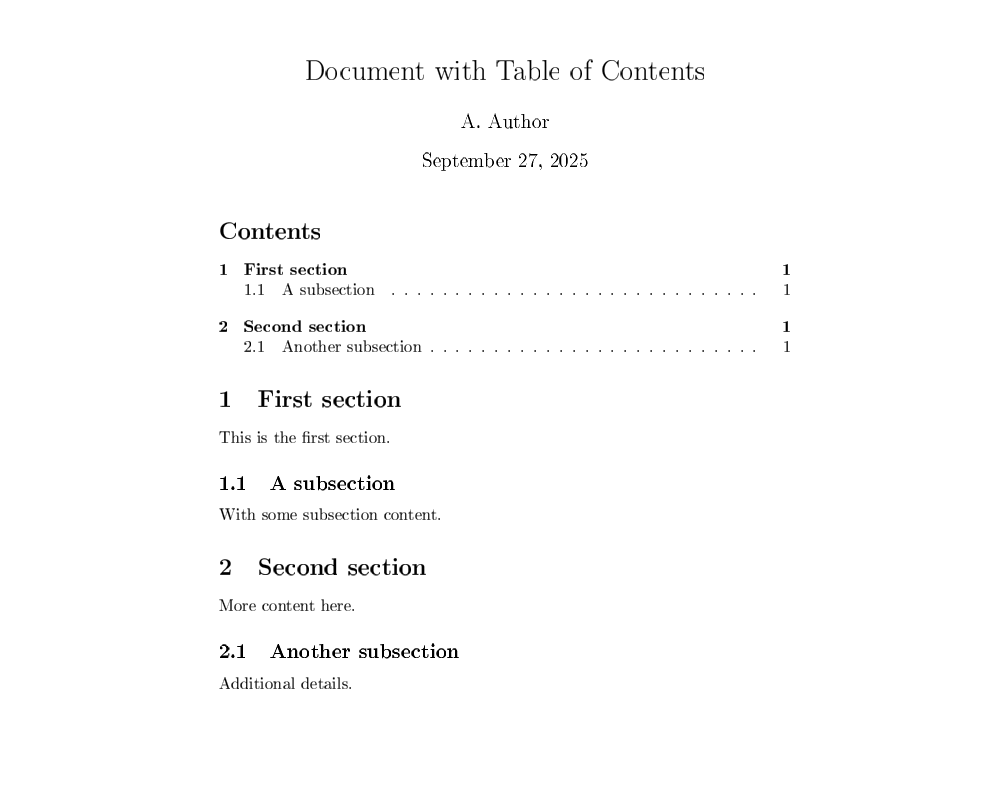 Document with Table of Contents
A. Author
September 27, 2025
Contents
1 First section 1
1.1 A subsection . . . . . . . . . . . . . . . . . . . . . . . . . . . . . 1
2 Second section 1
2.1 Another subsection . . . . . . . . . . . . . . . . . . . . . . . . . . 1
1 First section
This is the first section.
1.1 A subsection
With some subsection content.
2 Second section
More content here.
2.1 Another subsection
Additional details.